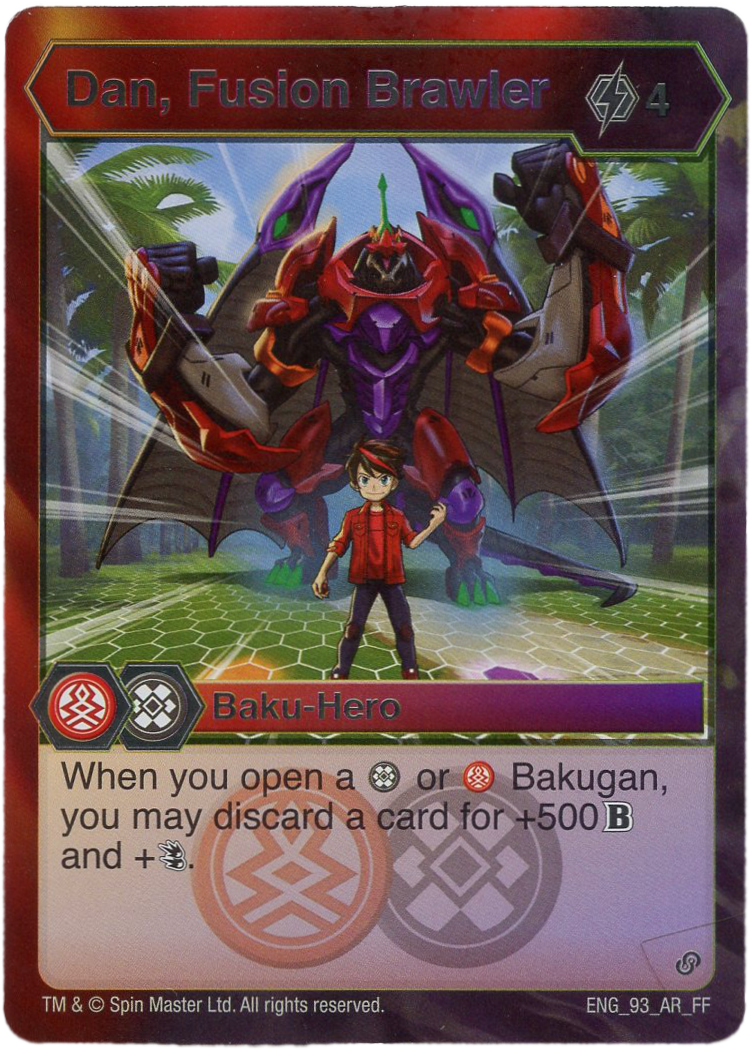 Dan, Fusion Brawler 4
Baku-Hero
When you open a or Bakugan,
you may discard a card for +500 B
and + .
TM & © Spin Master Ltd. All rights reserved. ENG_93_AR_FF